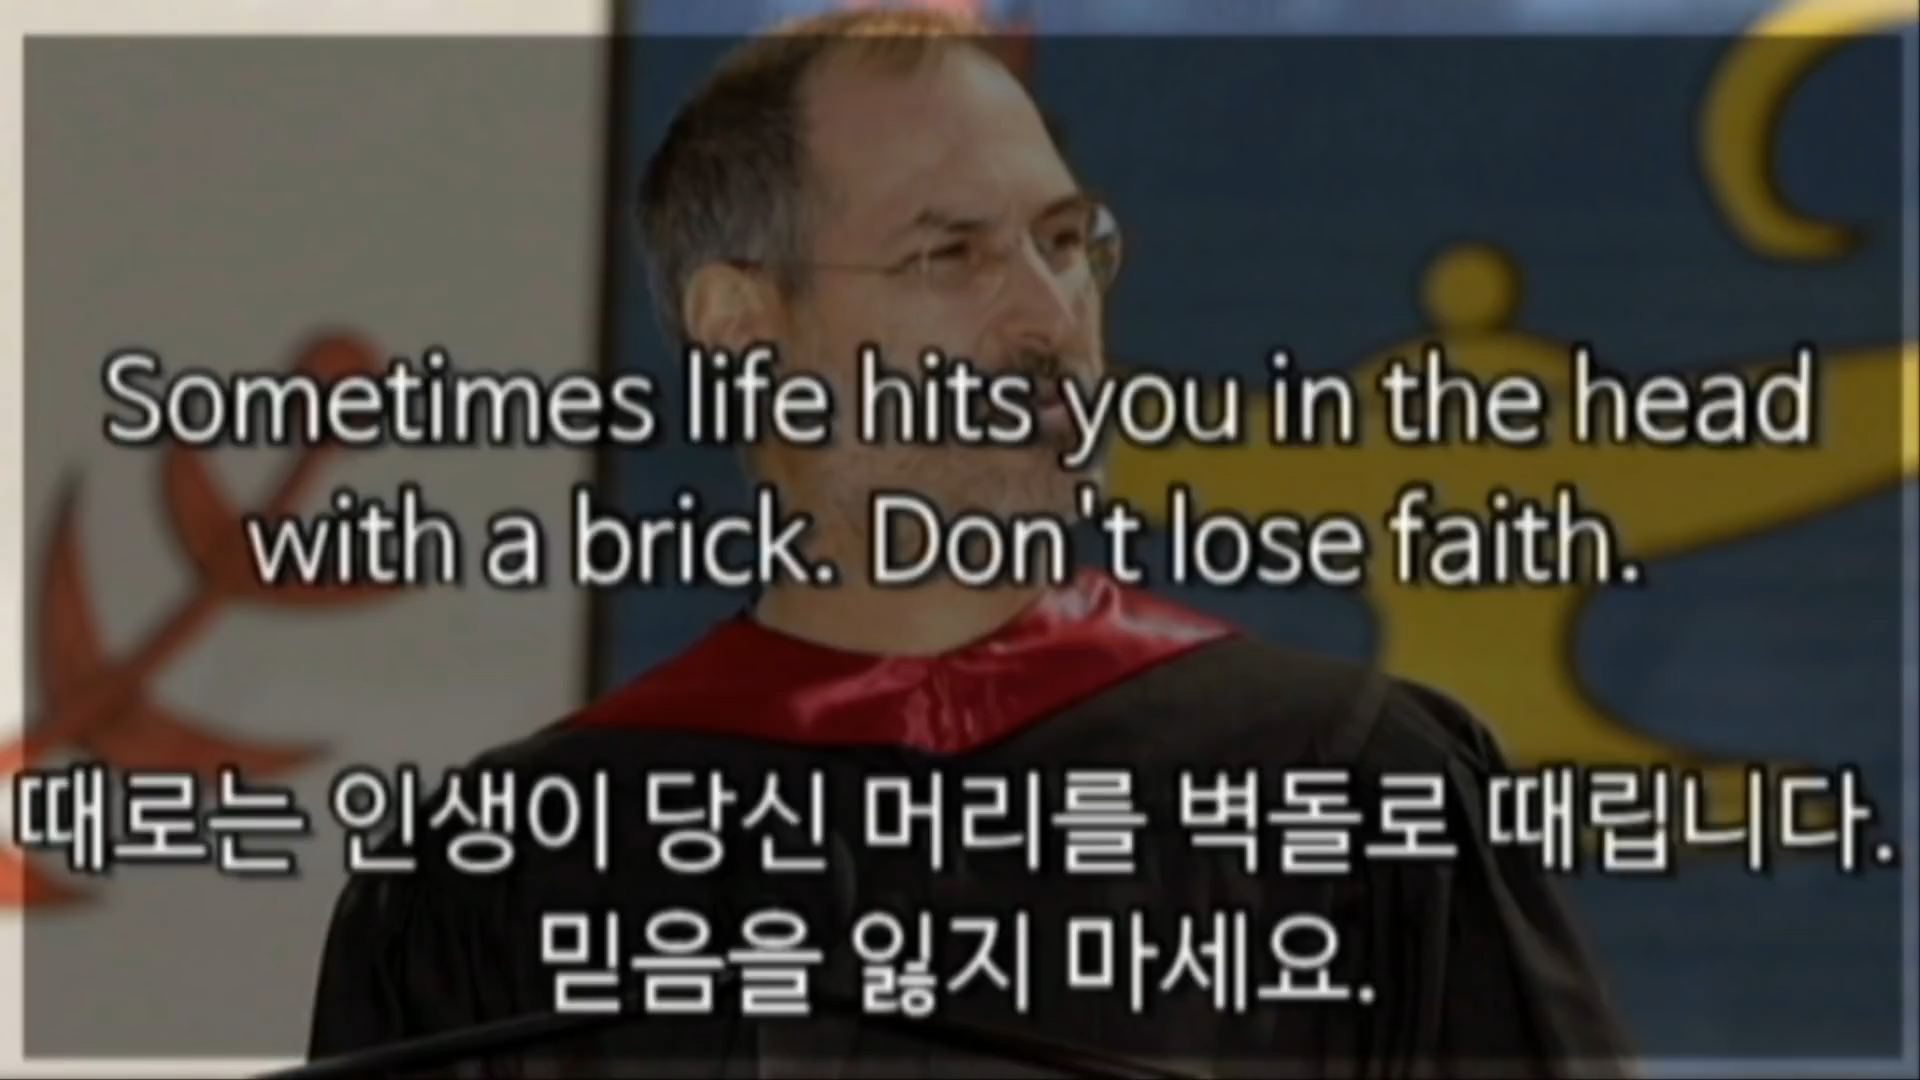 Sometimes life hits you in the head
with a brick. Don't lose faith.
때로는 인생이 당신 머리를 벽돌로 때립니다.
믿음을 잃지 마세요.